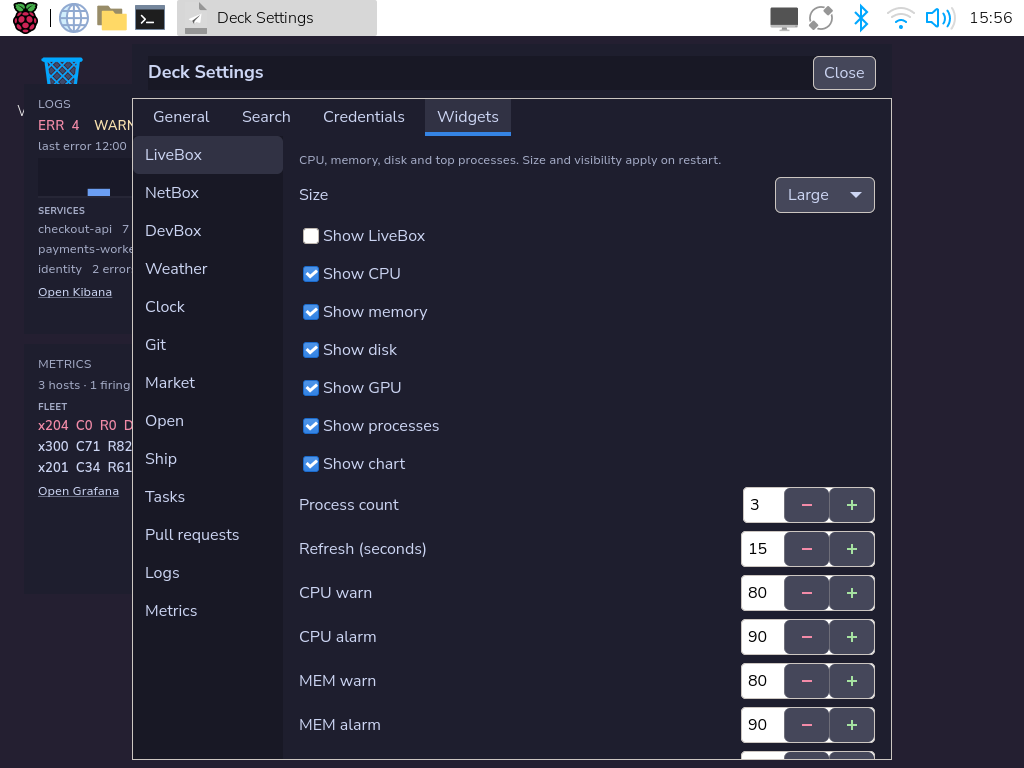 Deck Settings
15:56
Deck Settings
Close
LOGS
ERR 4 WARN
last error 12:00
SERVICES
checkout-api 7
payments-worke
identity 2 error
Open Kibana
METRICS
3 hosts · 1 firing
FLEET
x204 C0 R0 D
x300 C71 R82
x201 C34 R61
Open Grafana
General Search Credentials Widgets
LiveBox
NetBox
DevBox
Weather
Clock
Git
Market
Open
Ship
Tasks
Pull requests
Logs
Metrics
CPU, memory, disk and top processes. Size and visibility apply on restart.
Size Large
Show LiveBox
Show CPU
Show memory
Show disk
Show GPU
Show processes
Show chart
Process count 3 − +
Refresh (seconds) 15 − +
CPU warn 80 − +
CPU alarm 90 − +
MEM warn 80 − +
MEM alarm 90 − +